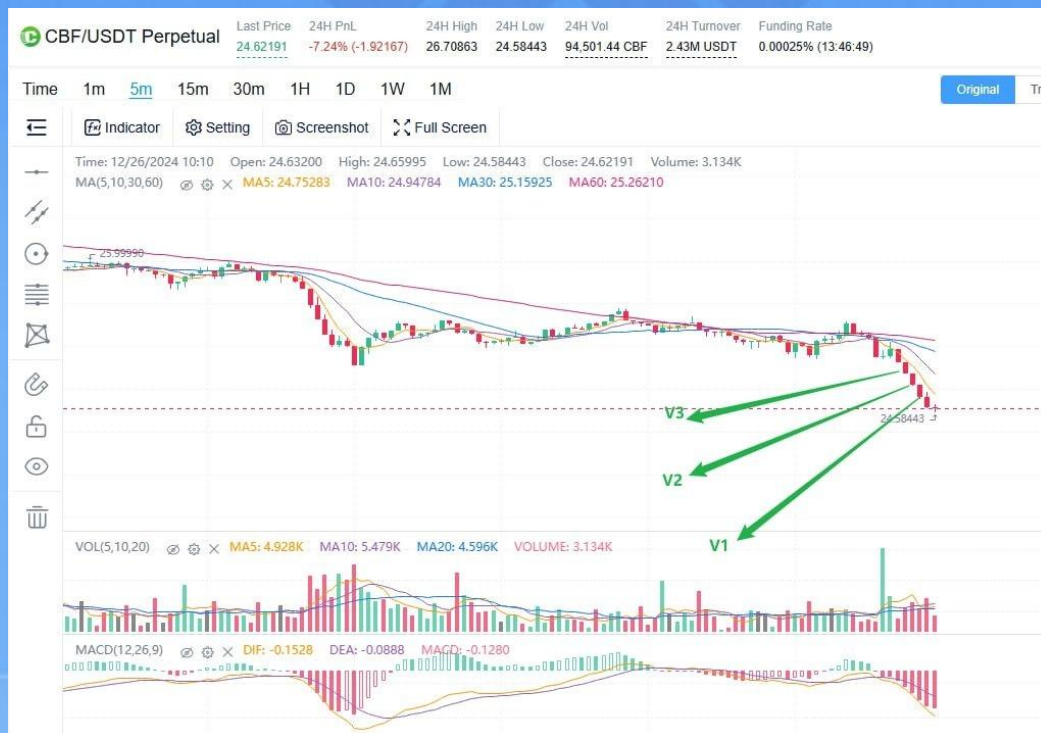 CBF/USDT Perpetual
Last Price 24H PnL 24H High 24H Low 24H Vol 24H Turnover Funding Rate
24.62191 -7.24% (-1.92167) 26.70863 24.58443 94,501.44 CBF 2.43M USDT 0.00025% (13:46:49)
Time 1m 5m 15m 30m 1H 1D 1W 1M Original Tr
Indicator Setting Screenshot Full Screen
Time: 12/26/2024 10:10 Open: 24.63200 High: 24.65995 Low: 24.58443 Close: 24.62191 Volume: 3.134K
MA(5,10,30,60) MA5: 24.75283 MA10: 24.94784 MA30: 25.15925 MA60: 25.26210
25.99990
V3
24.58443
V2
V1
VOL(5,10,20) MA5: 4.928K MA10: 5.479K MA20: 4.596K VOLUME: 3.134K
MACD(12,26,9) DIF: -0.1528 DEA: -0.0888 MACD: -0.1280